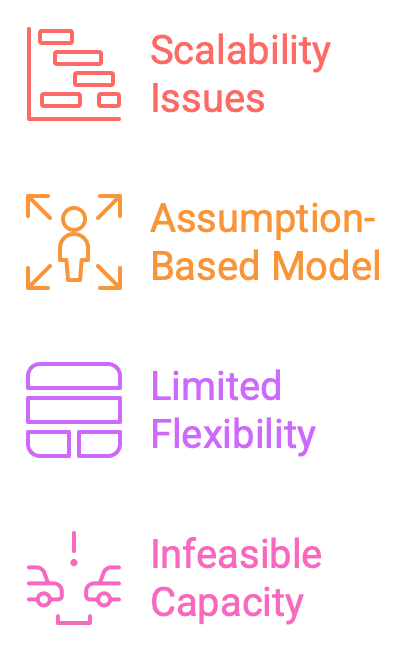 Scalability
Issues
Assumption-
Based Model
Limited
Flexibility
Infeasible
Capacity